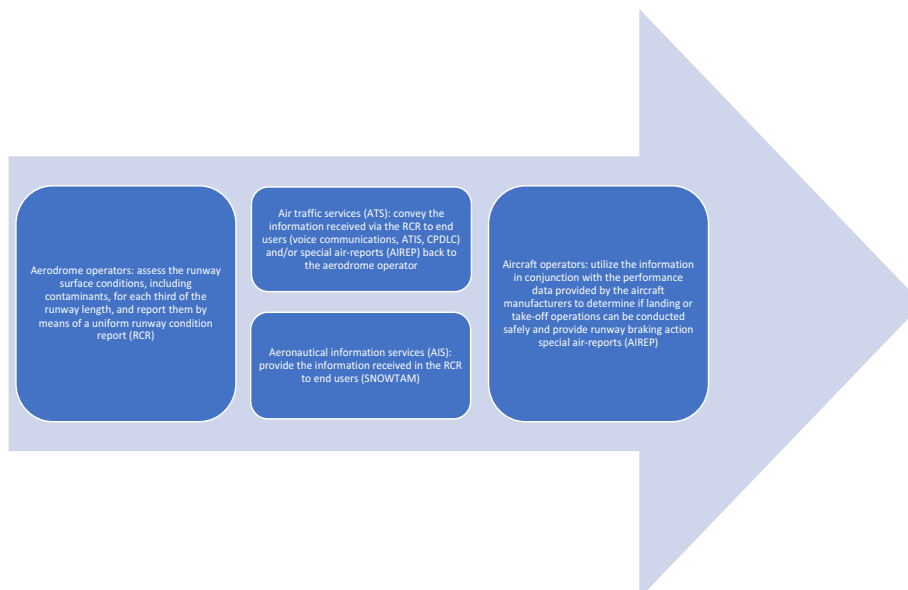 Aerodrome operators: assess the runway
surface conditions, including
contaminants, for each third of the
runway length, and report them by
means of a uniform runway condition
report (RCR)
Air traffic services (ATS): convey the
information received via the RCR to end
users (voice communications, ATIS, CPDLC)
and/or special air-reports (AIREP) back to
the aerodrome operator
Aeronautical information services (AIS):
provide the information received in the RCR
to end users (SNOWTAM)
Aircraft operators: utilize the information
in conjunction with the performance
data provided by the aircraft
manufacturers to determine if landing or
take-off operations can be conducted
safely and provide runway braking action
special air-reports (AIREP)